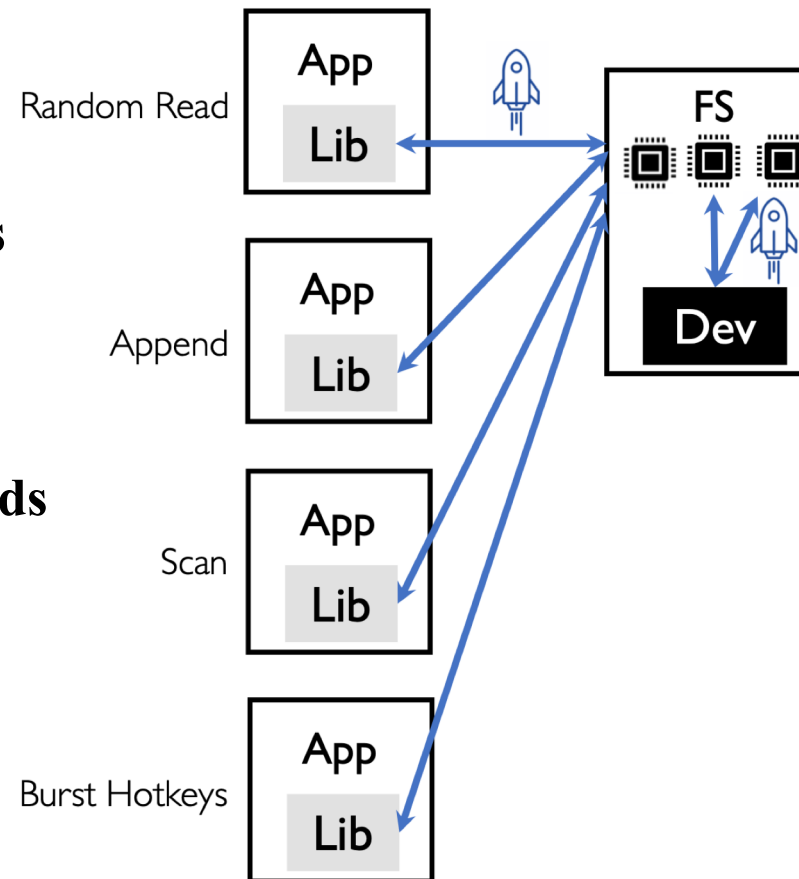 Random Read
App
Lib
FS
Dev
Append
App
Lib
Scan
App
Lib
Burst Hotkeys
App
Lib